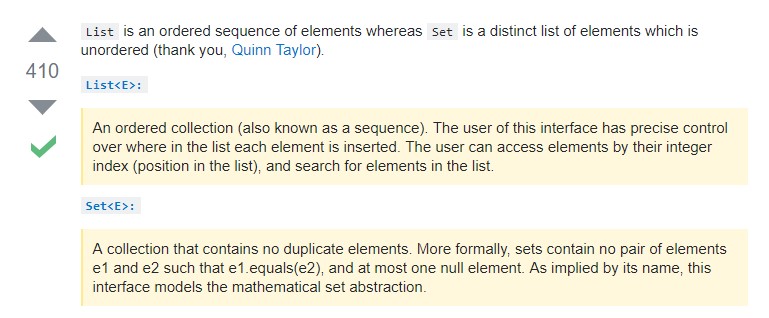 List is an ordered sequence of elements whereas Set is a distinct list of elements which is
unordered (thank you, Quinn Taylor).
410
List<E>:
An ordered collection (also known as a sequence). The user of this interface has precise control
over where in the list each element is inserted. The user can access elements by their integer
index (position in the list), and search for elements in the list.
Set<E>:
A collection that contains no duplicate elements. More formally, sets contain no pair of elements
e1 and e2 such that e1.equals(e2), and at most one null element. As implied by its name, this
interface models the mathematical set abstraction.